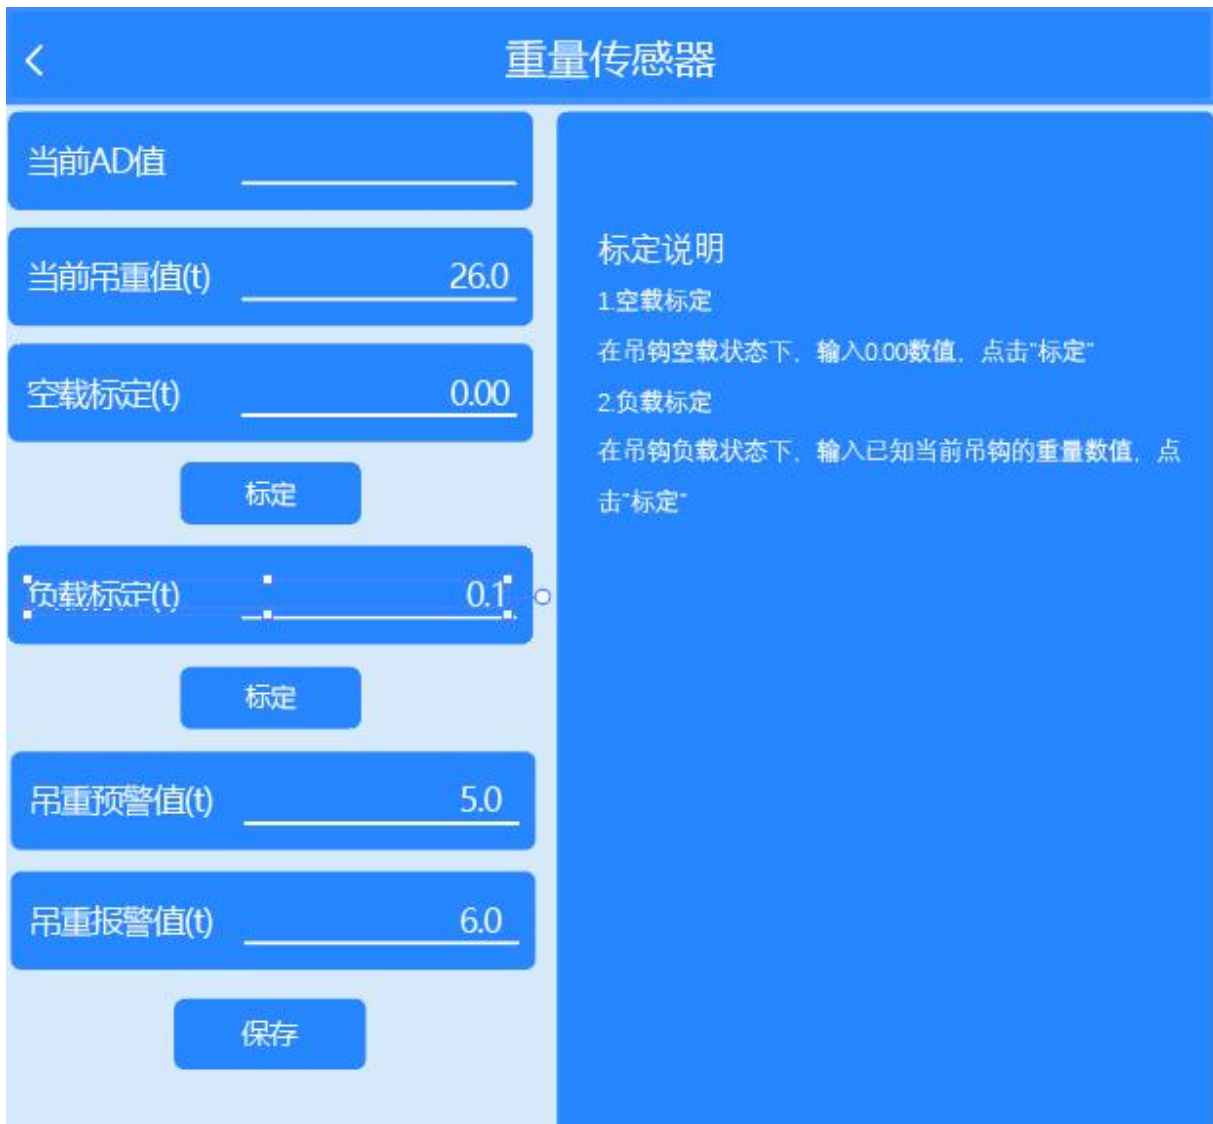 重量传感器
当前AD值
当前吊重值(t) 26.0
空载标定(t) 0.00
标定
负载标定(t) 0.1
标定
吊重预警值(t) 5.0
吊重报警值(t) 6.0
保存
标定说明
1.空载标定
在吊钩空载状态下，输入0.00数值，点击"标定"
2.负载标定
在吊钩负载状态下，输入已知当前吊钩的重量数值，点
击"标定"